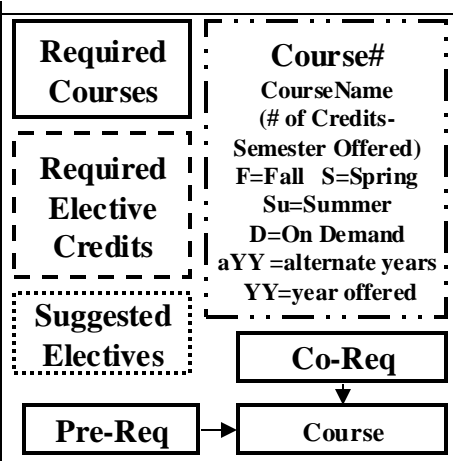 Required
Courses
Required
Elective
Credits
Suggested
Electives
Course#
CourseName
(# of Credits-
Semester Offered)
F=Fall S=Spring
Su=Summer
D=On Demand
aYY =alternate years
YY=year offered
Co-Req
Pre-Req
Course